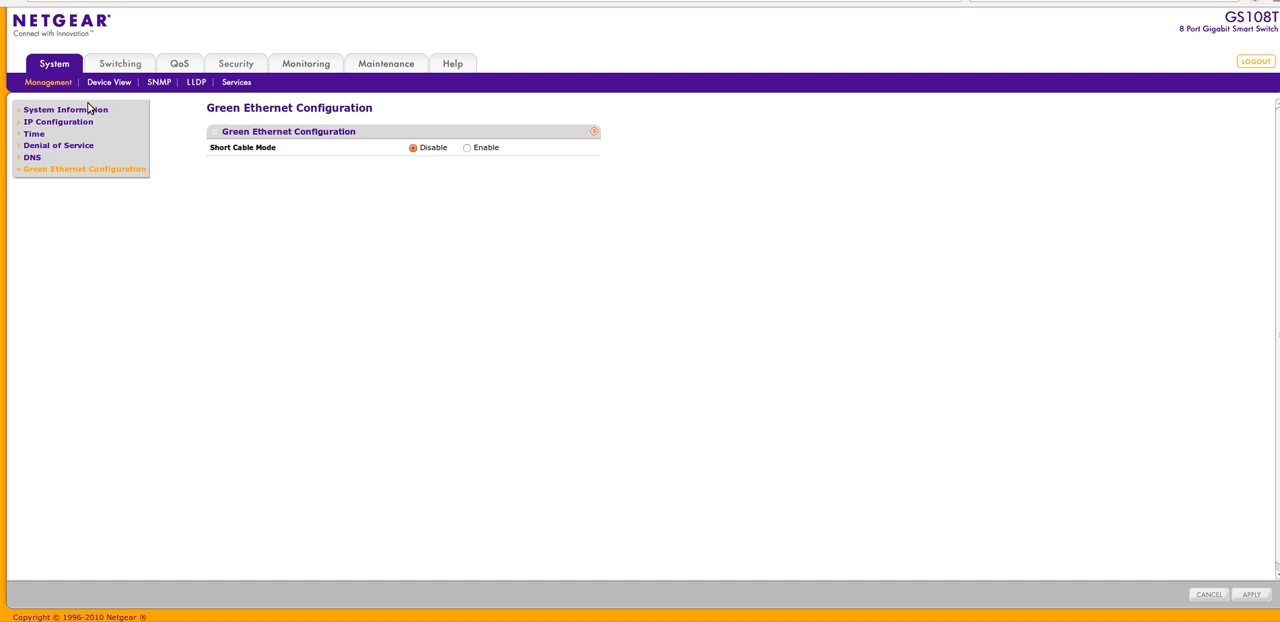 NETGEAR®
Connect with Innovation™
GS108T
8 Port Gigabit Smart Switch
System Switching QoS Security Monitoring Maintenance Help
LOGOUT
Management | Device View | SNMP | LLDP | Services
System Information
IP Configuration
Time
Denial of Service
DNS
Green Ethernet Configuration
Green Ethernet Configuration
Green Ethernet Configuration ?
Short Cable Mode Disable Enable
CANCEL APPLY
Copyright © 1996-2010 Netgear ®